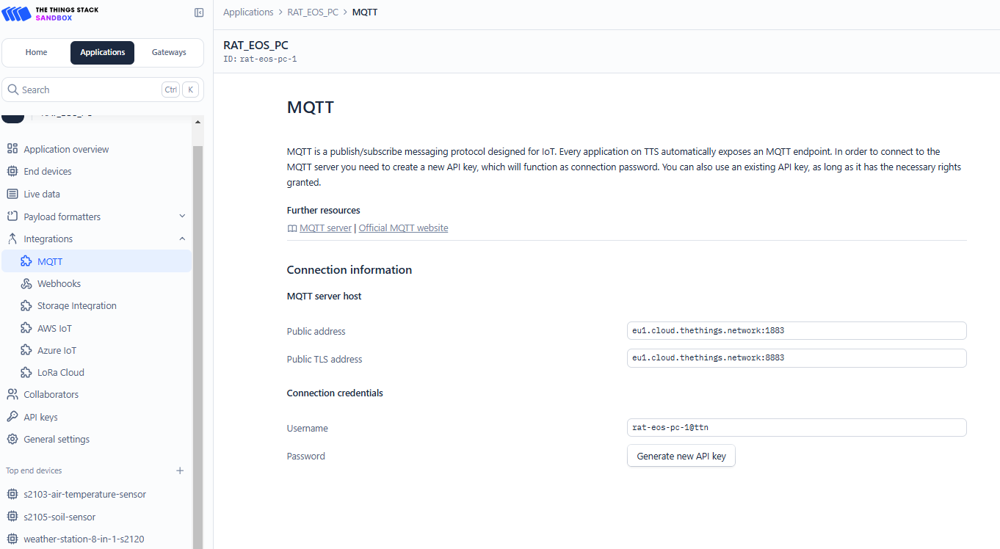 THE THINGS STACK
SANDBOX
Home
Applications
Gateways
Search
Ctrl
K
Application overview
End devices
Live data
Payload formatters
Integrations
MQTT
Webhooks
Storage Integration
AWS IoT
Azure IoT
LoRa Cloud
Collaborators
API keys
General settings
Top end devices
s2103-air-temperature-sensor
s2105-soil-sensor
weather-station-8-in-1-s2120
Applications > RAT_EOS_PC > MQTT
RAT_EOS_PC
ID: rat-eos-pc-1
MQTT
MQTT is a publish/subscribe messaging protocol designed for IoT. Every application on TTS automatically exposes an MQTT endpoint. In order to connect to the
MQTT server you need to create a new API key, which will function as connection password. You can also use an existing API key, as long as it has the necessary rights
granted.
Further resources
MQTT server | Official MQTT website
Connection information
MQTT server host
Public address
eu1.cloud.thethings.network:1883
Public TLS address
eu1.cloud.thethings.network:8883
Connection credentials
Username
rat-eos-pc-1@ttn
Password
Generate new API key